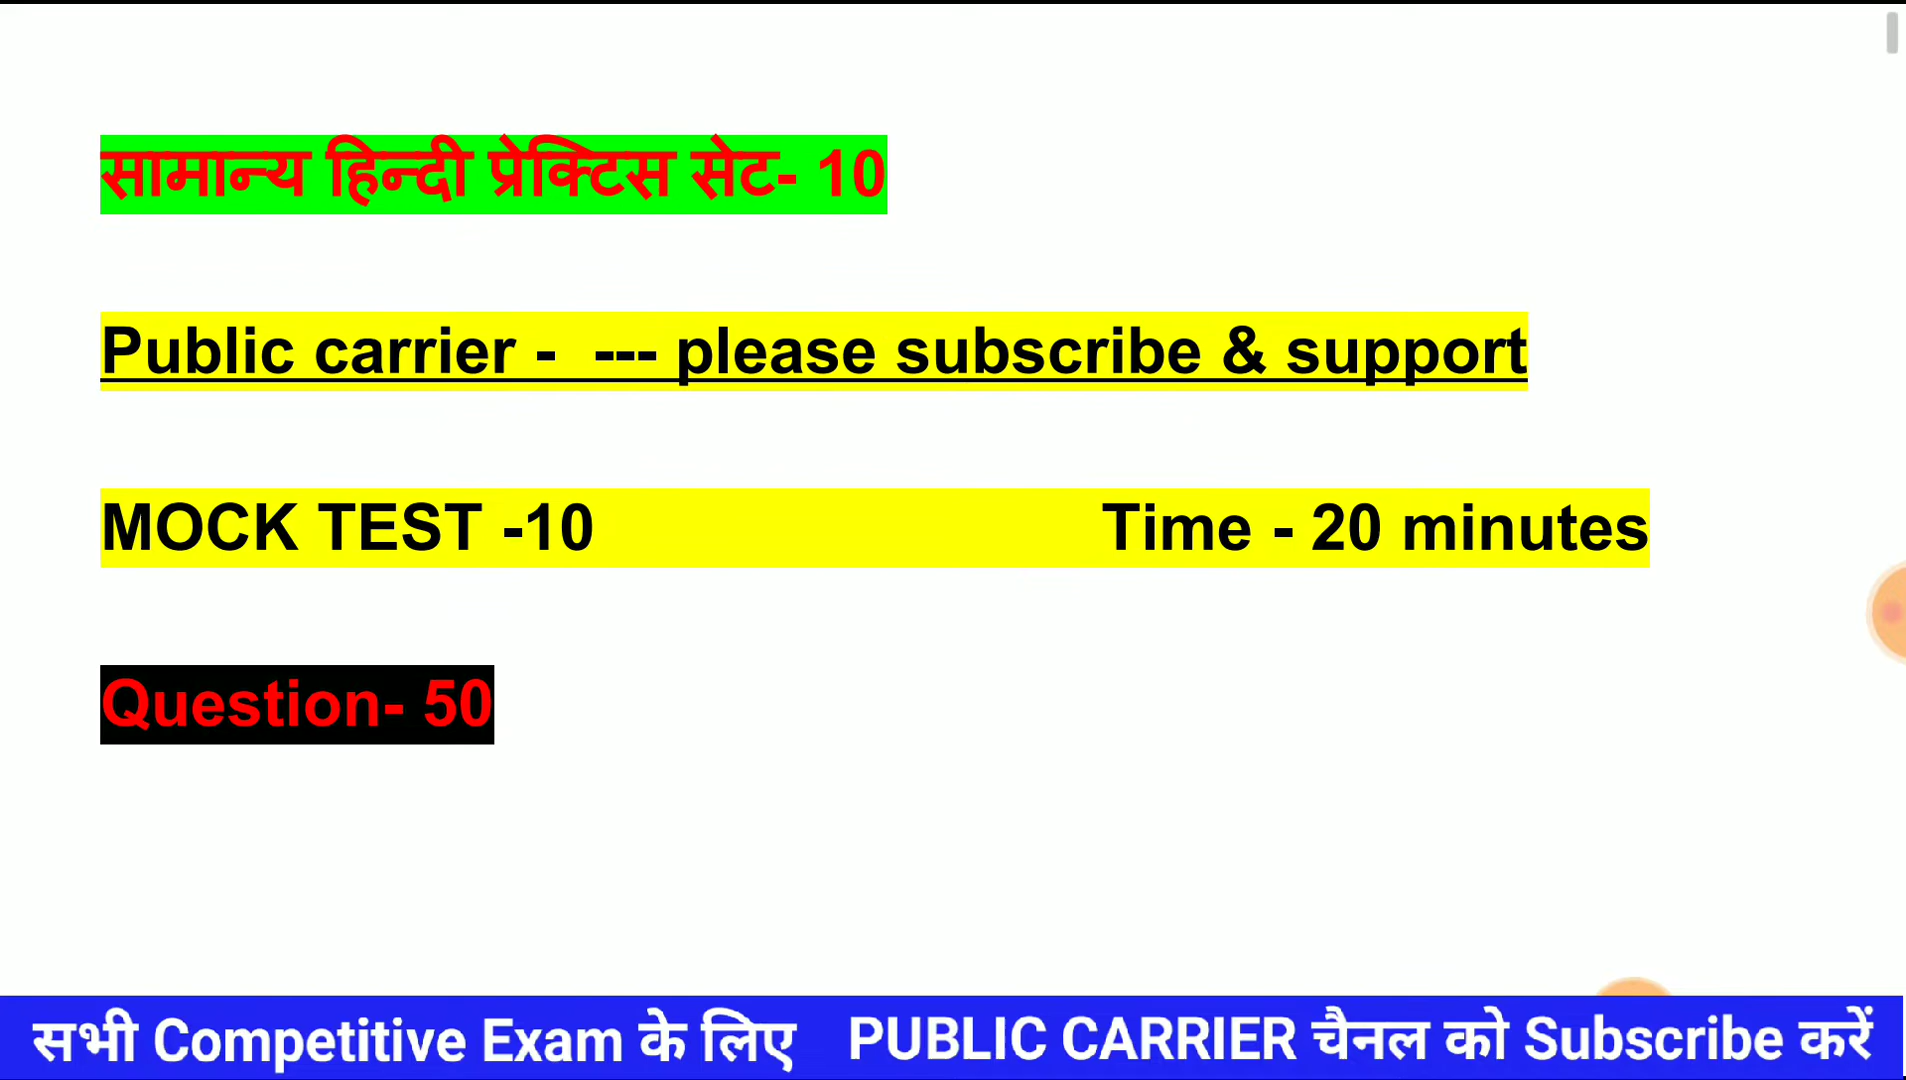 सामान्य हिन्दी प्रेक्टिस सेट- 10
Public carrier -  --- please subscribe & support
MOCK TEST -10 Time - 20 minutes
Question- 50
सभी Competitive Exam के लिए PUBLIC CARRIER चैनल को Subscribe करें